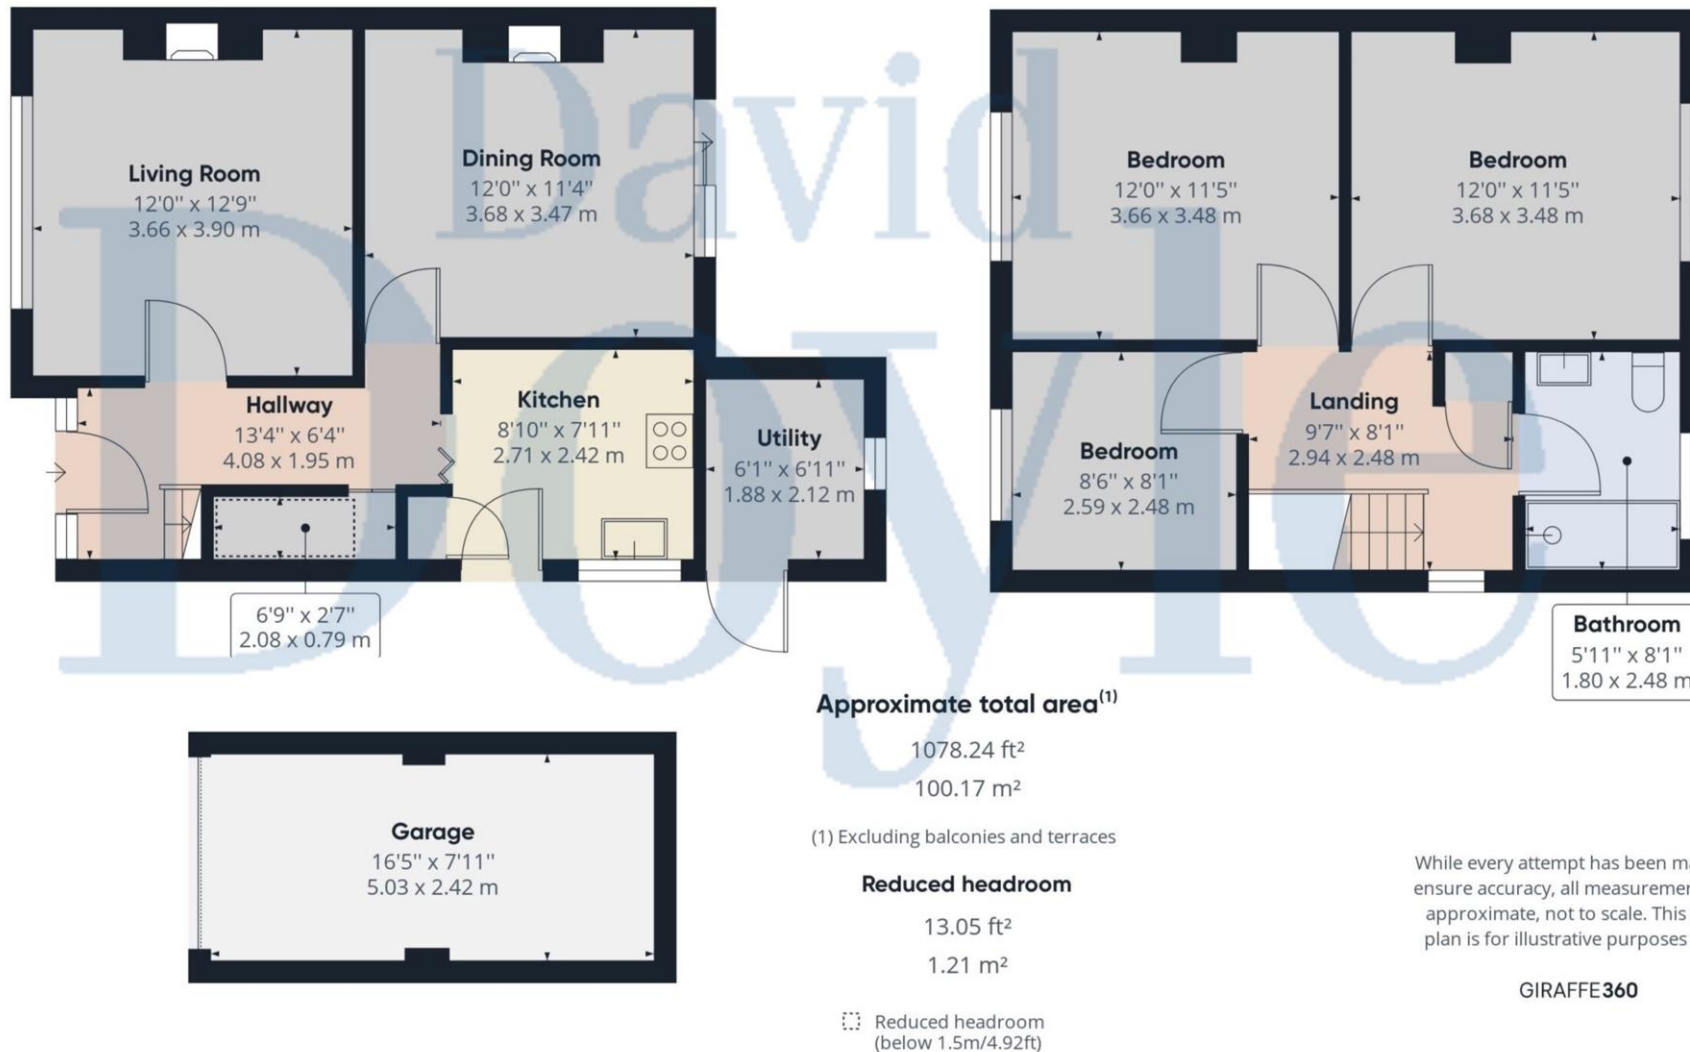 David
Doyle
Living Room
12'0" x 12'9"
3.66 x 3.90 m
Dining Room
12'0" x 11'4"
3.68 x 3.47 m
Hallway
13'4" x 6'4"
4.08 x 1.95 m
Kitchen
8'10" x 7'11"
2.71 x 2.42 m
Utility
6'1" x 6'11"
1.88 x 2.12 m
6'9" x 2'7"
2.08 x 0.79 m
Bedroom
12'0" x 11'5"
3.66 x 3.48 m
Bedroom
12'0" x 11'5"
3.68 x 3.48 m
Bedroom
8'6" x 8'1"
2.59 x 2.48 m
Landing
9'7" x 8'1"
2.94 x 2.48 m
Bathroom
5'11" x 8'1"
1.80 x 2.48 m
Garage
16'5" x 7'11"
5.03 x 2.42 m
Approximate total area(1)
1078.24 ft²
100.17 m²
(1) Excluding balconies and terraces
Reduced headroom
13.05 ft²
1.21 m²
Reduced headroom
(below 1.5m/4.92ft)
While every attempt has been ma
ensure accuracy, all measuremen
approximate, not to scale. This
plan is for illustrative purposes
GIRAFFE360